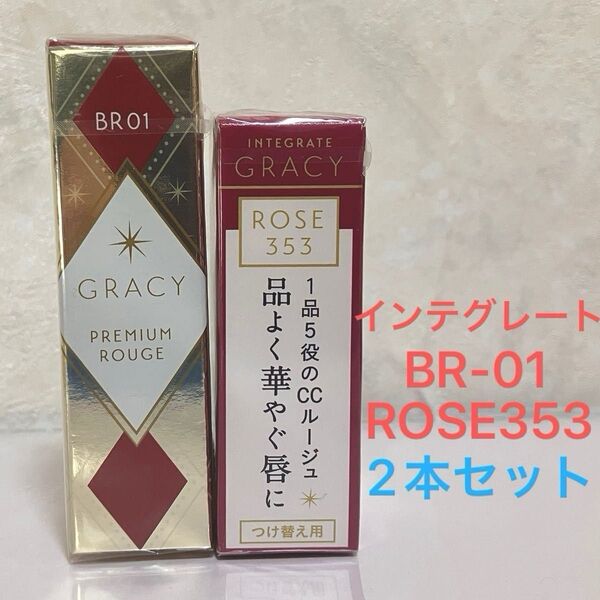 BR01
GRACY
PREMIUM
ROUGE
INTEGRATE
GRACY
ROSE
353
1品5役のCCルージュ
品よく華やぐ唇に
つけ替え用
インテグレート
BR-01
ROSE353
2本セット